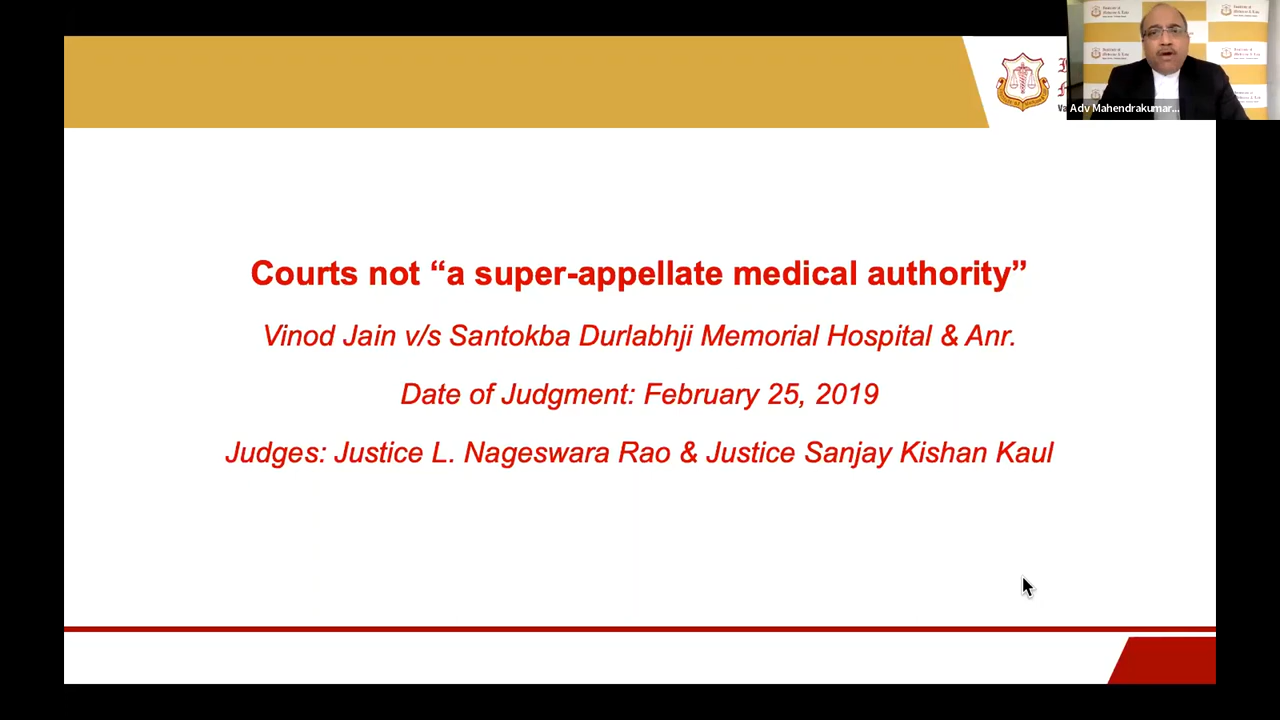 Adv Mahendrakumar...
Courts not “a super-appellate medical authority”
Vinod Jain v/s Santokba Durlabhji Memorial Hospital & Anr.
Date of Judgment: February 25, 2019
Judges: Justice L. Nageswara Rao & Justice Sanjay Kishan Kaul